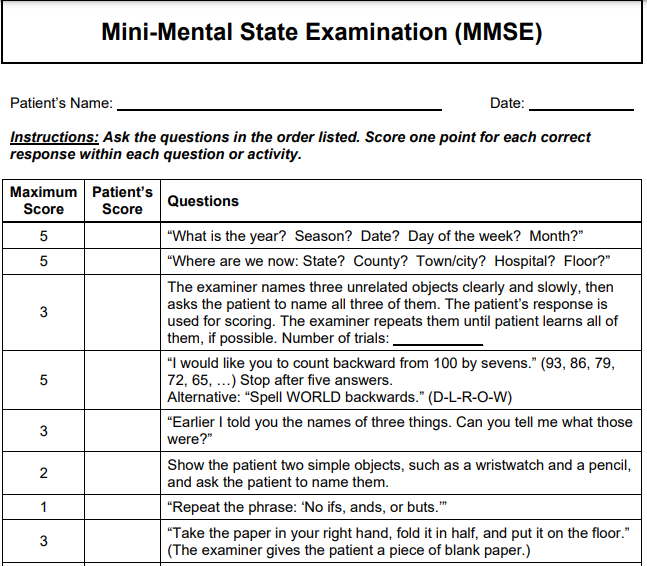 Mini-Mental State Examination (MMSE)
Patient’s Name: Date:
Instructions: Ask the questions in the order listed. Score one point for each correct
response within each question or activity.
Maximum Score Patient’s Score Questions
5 “What is the year? Season? Date? Day of the week? Month?”
5 “Where are we now: State? County? Town/city? Hospital? Floor?”
3 The examiner names three unrelated objects clearly and slowly, then
asks the patient to name all three of them. The patient’s response is
used for scoring. The examiner repeats them until patient learns all of
them, if possible. Number of trials:
5 “I would like you to count backward from 100 by sevens.” (93, 86, 79,
72, 65, …) Stop after five answers.
Alternative: “Spell WORLD backwards.” (D-L-R-O-W)
3 “Earlier I told you the names of three things. Can you tell me what those
were?”
2 Show the patient two simple objects, such as a wristwatch and a pencil,
and ask the patient to name them.
1 “Repeat the phrase: ‘No ifs, ands, or buts.’”
3 “Take the paper in your right hand, fold it in half, and put it on the floor.”
(The examiner gives the patient a piece of blank paper.)